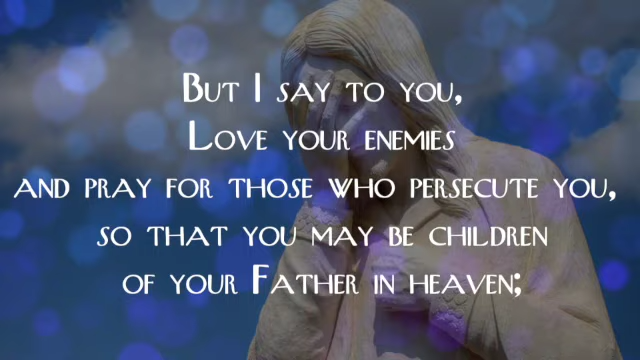 But I say to you,
Love your enemies
and pray for those who persecute you,
so that you may be children
of your Father in heaven;